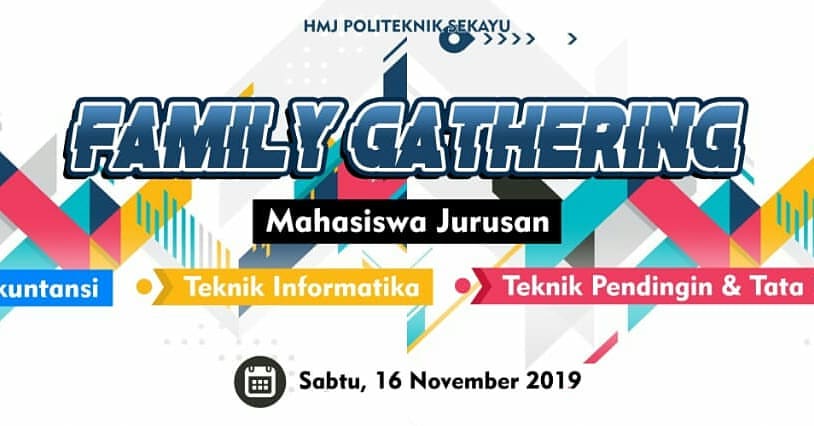 HMJ POLITEKNIK SEKAYU
FAMILY GATHERING
Mahasiswa Jurusan
kuntansi Teknik Informatika Teknik Pendingin & Tata
Sabtu, 16 November 2019